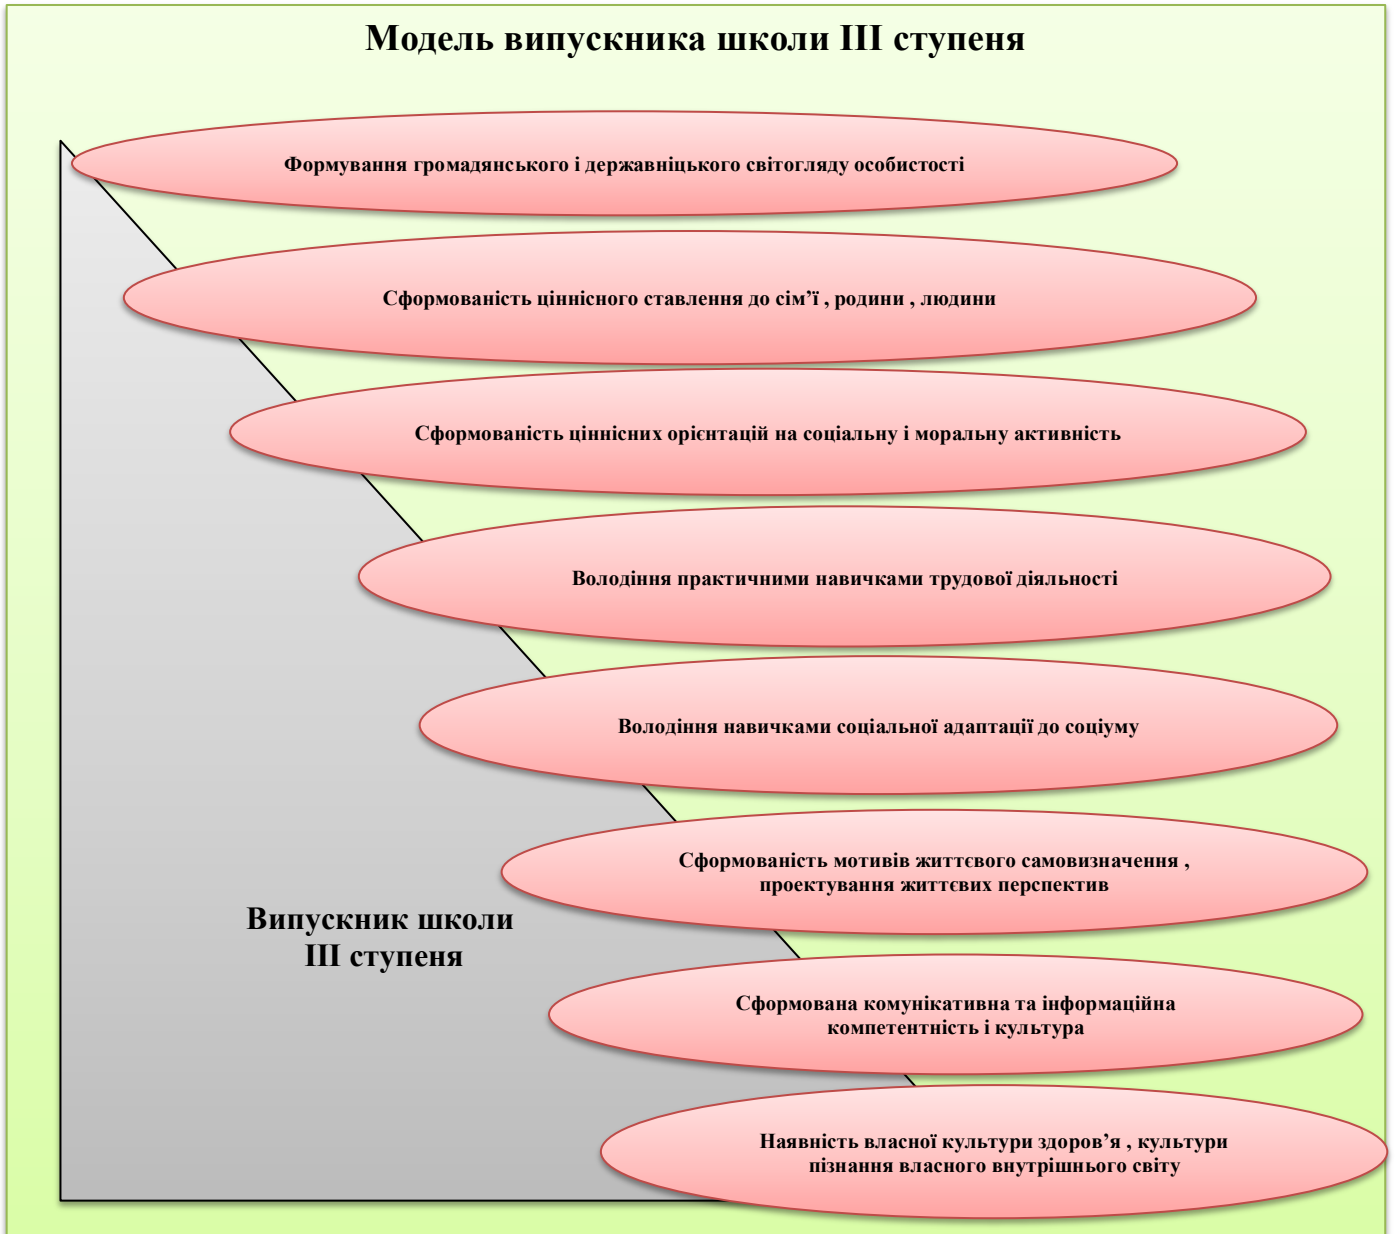 Модель випускника школи III ступеня
Формування громадянського і державніцького світогляду особистості
Сформованість ціннісного ставлення до сім’ї , родини , людини
Сформованість ціннісних орієнтацій на соціальну і моральну активність
Володіння практичними навичками трудової діяльності
Володіння навичками соціальної адаптації до соціуму
Сформованість мотивів життєвого самовизначення ,
проектування життєвих перспектив
Випускник школи
III ступеня
Сформована комунікативна та інформаційна
компетентність і культура
Наявність власної культури здоров’я , культури
пізнання власного внутрішнього світу